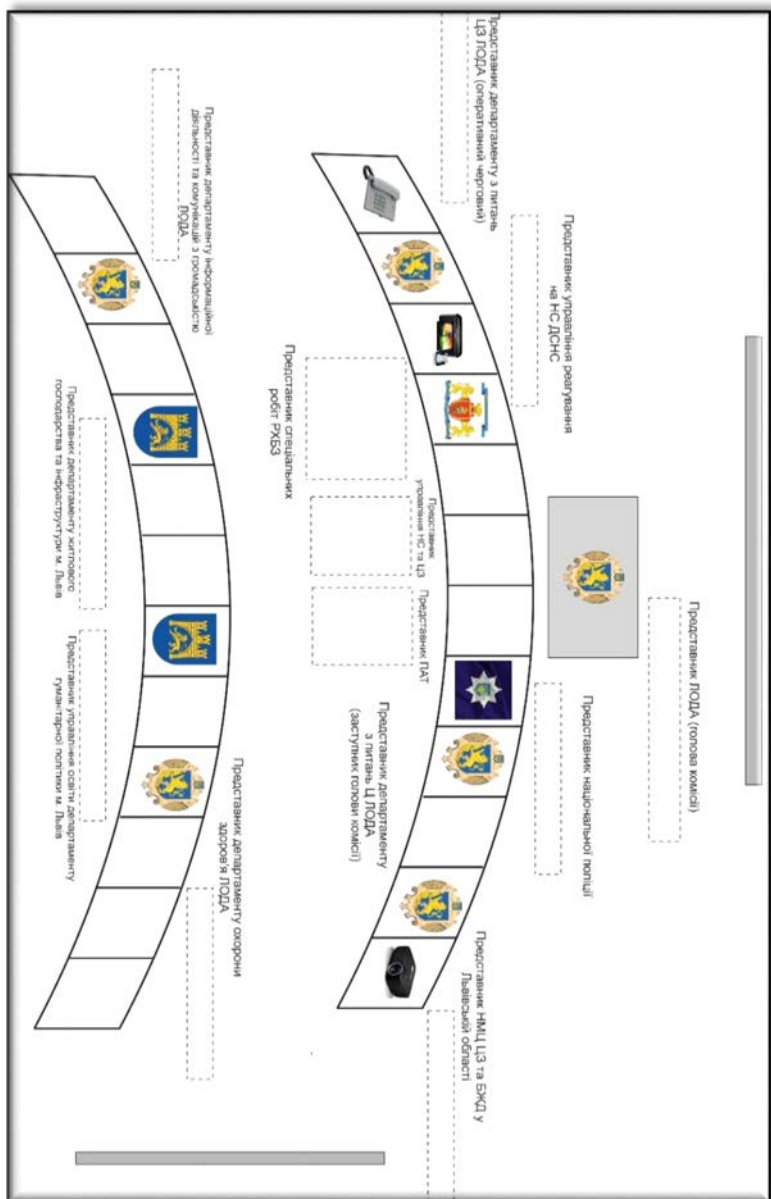 Представник ЛОДА (голова комісії)
Представник управління реагування
на НС ДСНС
Представник національної поліції
Представник департаменту з питань
ЦЗ ЛОДА (оперативний черговий)
Представник НМЦ ЦЗ та БЖД у
Львівській області
Представник
управління НС та ЦЗ
Представник ПАТ
Представник департаменту
з питань Ц ЛОДА
(заступник голови комісії)
Представник спеціальних
робіт РХБЗ
Представник департаменту інформаційної
діяльності та комунікацій з громадськістю
ЛОДА
Представник департаменту охорони
здоров'я ЛОДА
Представник департаменту житлового
господарства та інфраструктури м. Львів
Представник управління освіти департаменту
гуманітарної політики м. Львів